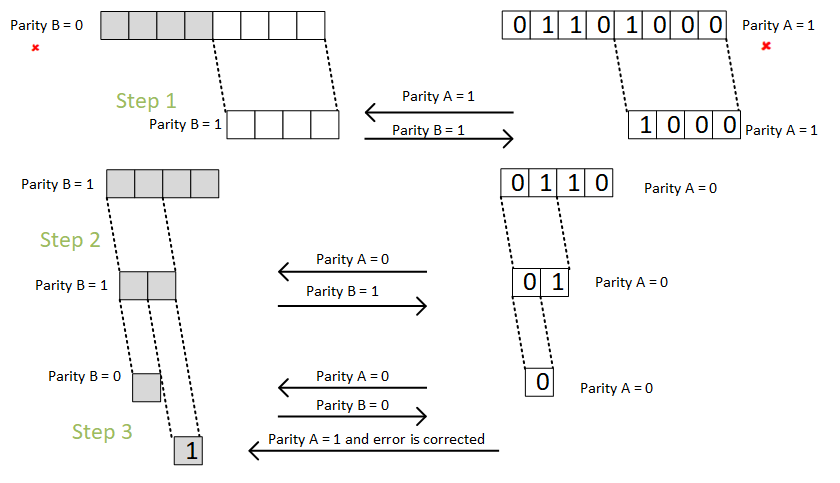 Parity B = 0
0 1 1 0 1 0 0 0
Parity A = 1
Step 1
Parity A = 1
Parity B = 1
Parity B = 1
1 0 0 0
Parity A = 1
Parity B = 1
0 1 1 0
Parity A = 0
Step 2
Parity A = 0
Parity B = 1
Parity B = 1
0 1
Parity A = 0
Parity B = 0
Parity A = 0
0
Parity A = 0
Parity B = 0
Step 3
1
Parity A = 1 and error is corrected